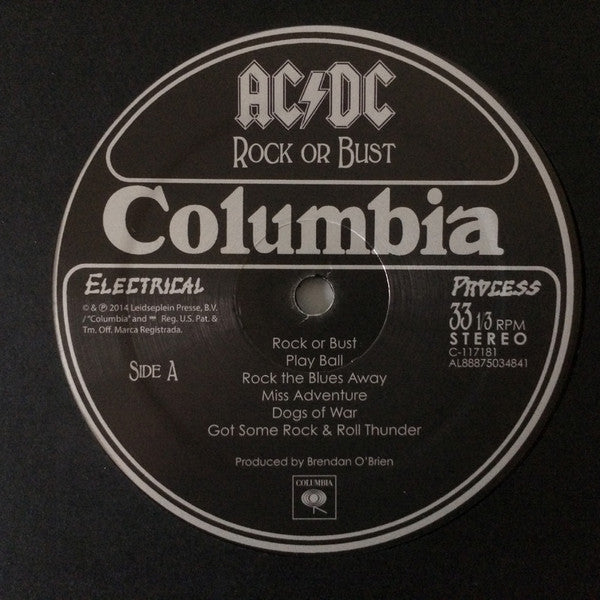 AC⚡DC
ROCK OR BUST
Columbia
ELECTRICAL
PROCESS
© & ℗ 2014 Leidseplein Presse, B.V.
/ "Columbia" and Reg. U.S. Pat. &
Tm. Off. Marca Registrada.
33 13 RPM
STEREO
C-117181
AL88875034841
SIDE A
Rock or Bust
Play Ball
Rock the Blues Away
Miss Adventure
Dogs of War
Got Some Rock & Roll Thunder
Produced by Brendan O'Brien
COLUMBIA